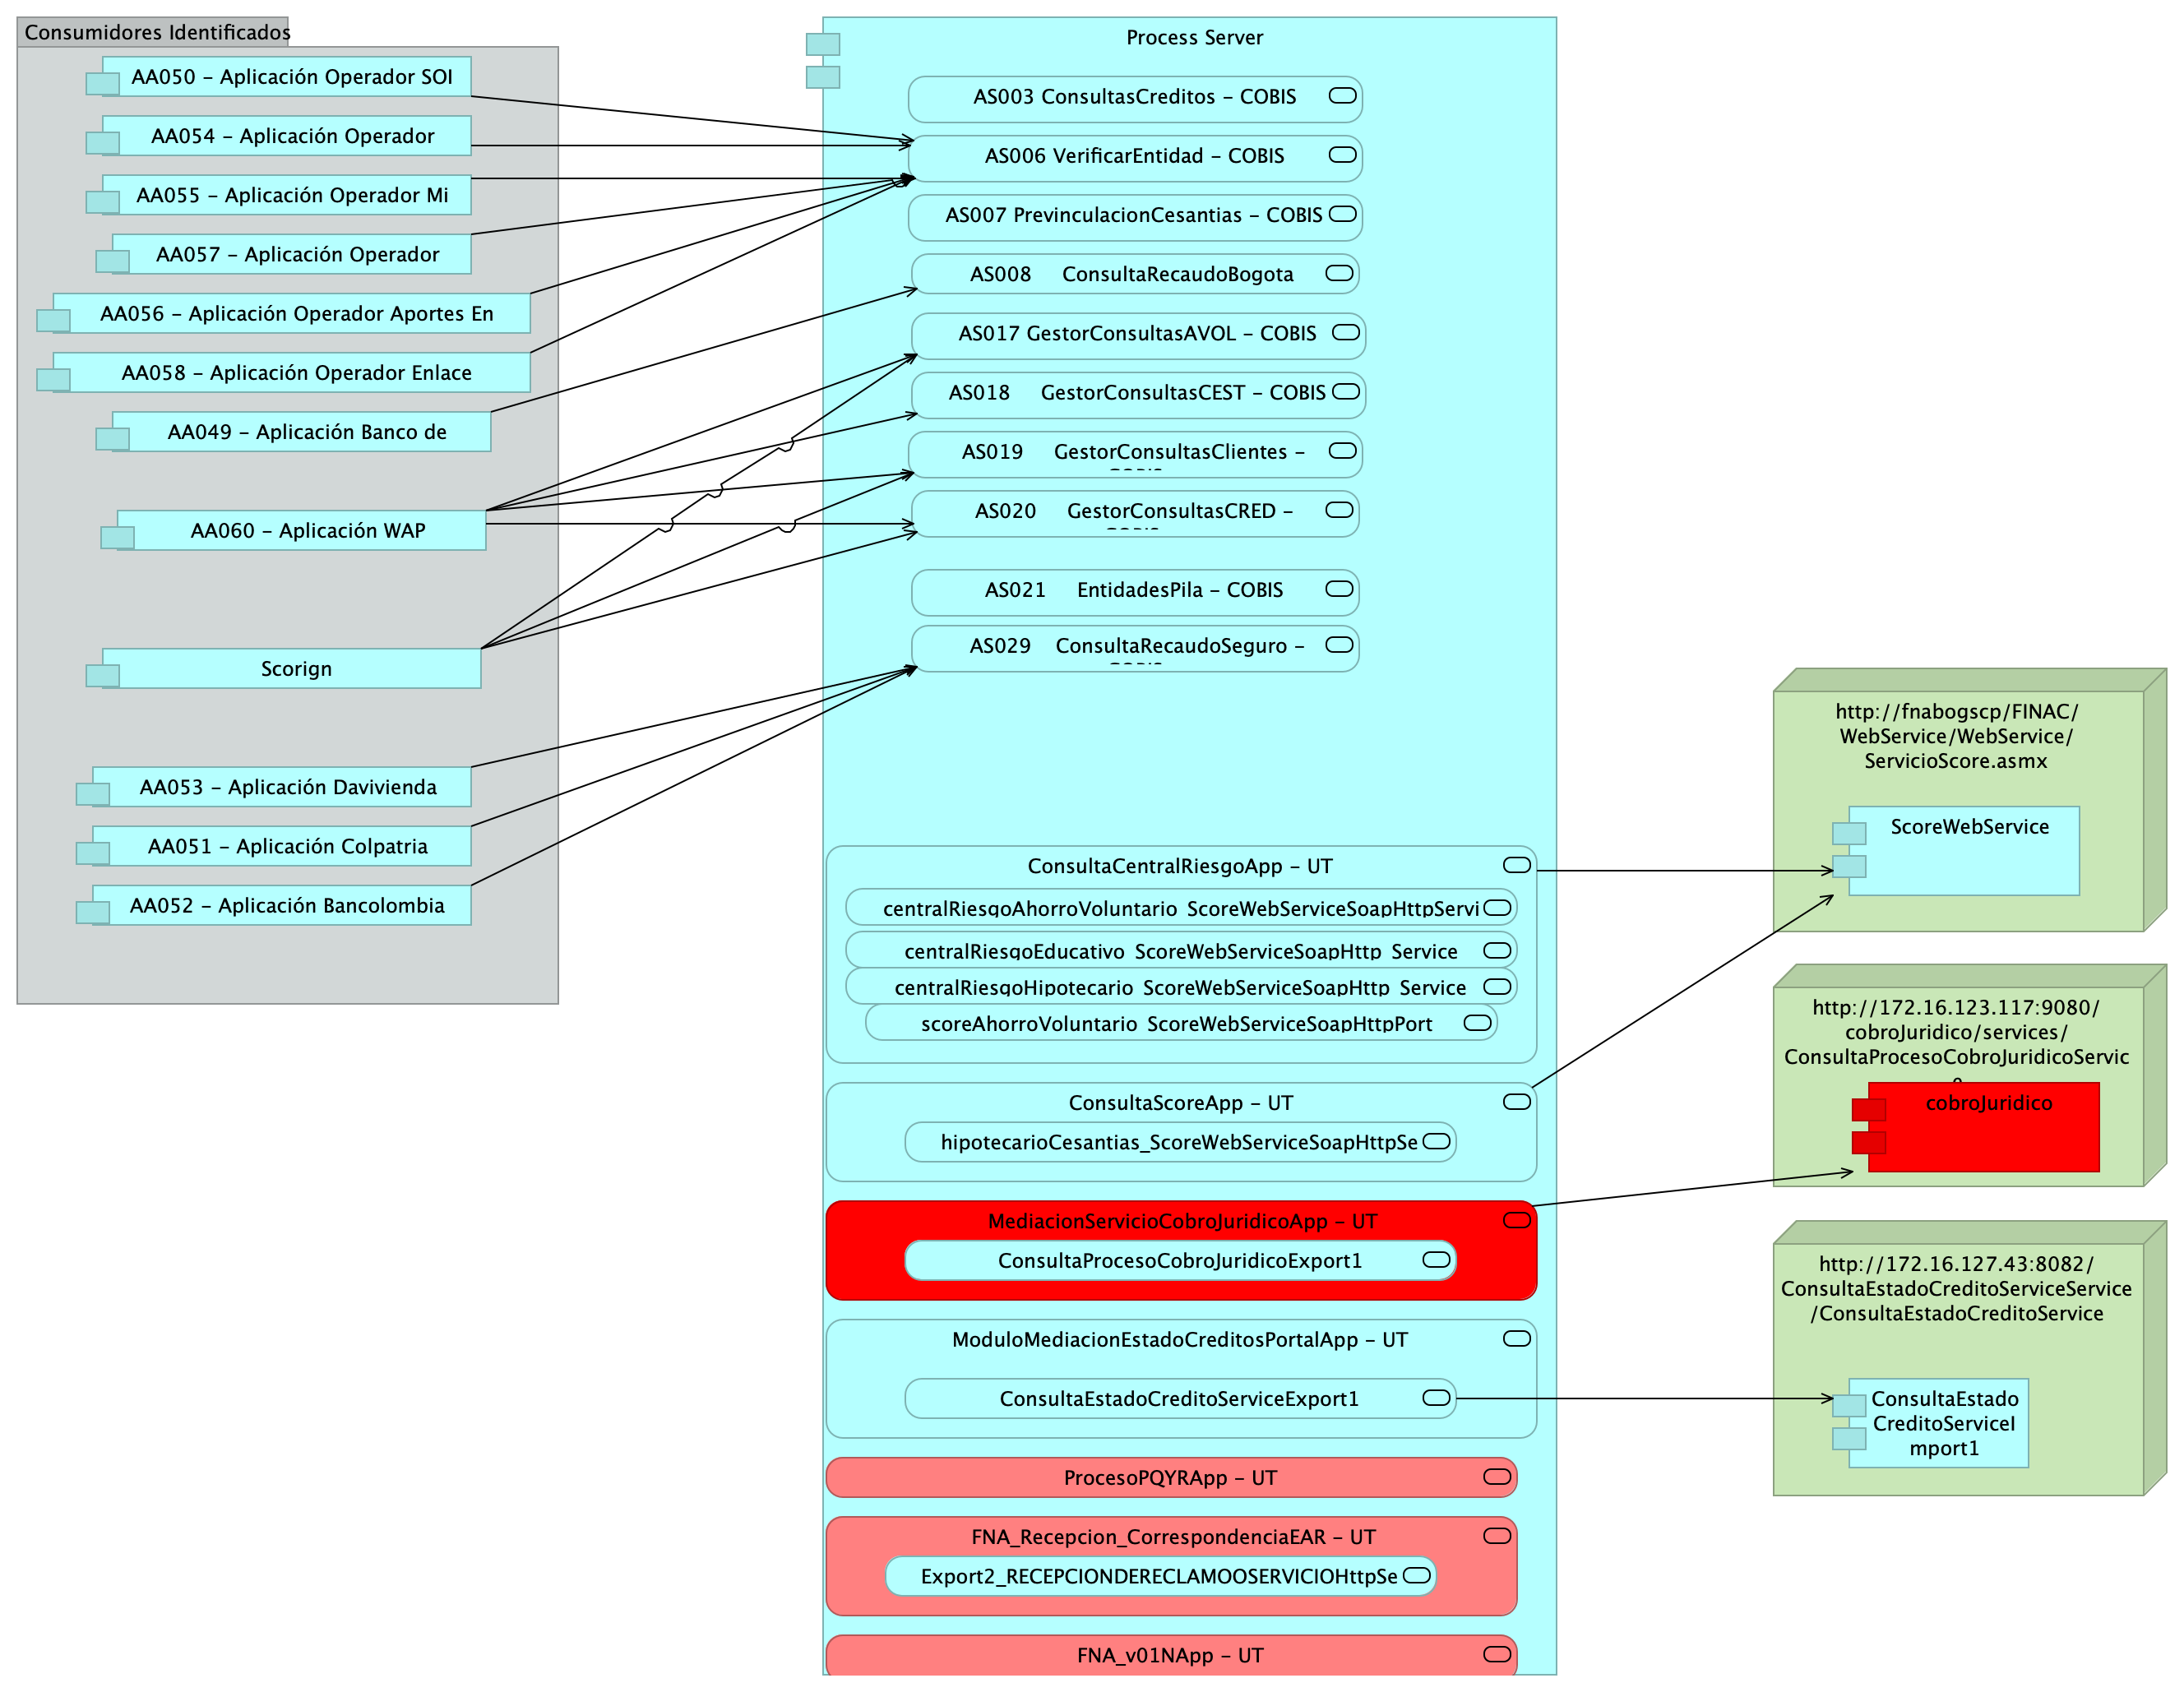 Consumidores Identificados
AA050 – Aplicación Operador SOI
AA054 – Aplicación Operador
AA055 – Aplicación Operador Mi
AA057 – Aplicación Operador
AA056 – Aplicación Operador Aportes En
AA058 – Aplicación Operador Enlace
AA049 – Aplicación Banco de
AA060 – Aplicación WAP
Scorign
AA053 – Aplicación Davivienda
AA051 – Aplicación Colpatria
AA052 – Aplicación Bancolombia
Process Server
AS003 ConsultasCreditos – COBIS
AS006 VerificarEntidad – COBIS
AS007 PrevinculacionCesantias – COBIS
AS008 ConsultaRecaudoBogota
AS017 GestorConsultasAVOL – COBIS
AS018 GestorConsultasCEST – COBIS
AS019 GestorConsultasClientes –
AS020 GestorConsultasCRED –
AS021 EntidadesPila – COBIS
AS029 ConsultaRecaudoSeguro –
ConsultaCentralRiesgoApp – UT
centralRiesgoAhorroVoluntario_ScoreWebServiceSoapHttpServi
centralRiesgoEducativo_ScoreWebServiceSoapHttp_Service
centralRiesgoHipotecario_ScoreWebServiceSoapHttp_Service
scoreAhorroVoluntario_ScoreWebServiceSoapHttpPort
ConsultaScoreApp – UT
hipotecarioCesantias_ScoreWebServiceSoapHttpSe
MediacionServicioCobroJuridicoApp – UT
ConsultaProcesoCobroJuridicoExport1
ModuloMediacionEstadoCreditosPortalApp – UT
ConsultaEstadoCreditoServiceExport1
ProcesoPQYRApp – UT
FNA_Recepcion_CorrespondenciaEAR – UT
Export2_RECEPCIONDERECLAMOOSERVICIOHttpSe
FNA_v01NApp – UT
http://fnabogscp/FINAC/
WebService/WebService/
ServicioScore.asmx
ScoreWebService
http://172.16.123.117:9080/
cobroJuridico/services/
ConsultaProcesoCobroJuridicoServic
cobroJuridico
http://172.16.127.43:8082/
ConsultaEstadoCreditoServiceService
/ConsultaEstadoCreditoService
ConsultaEstado
CreditoServiceI
mport1